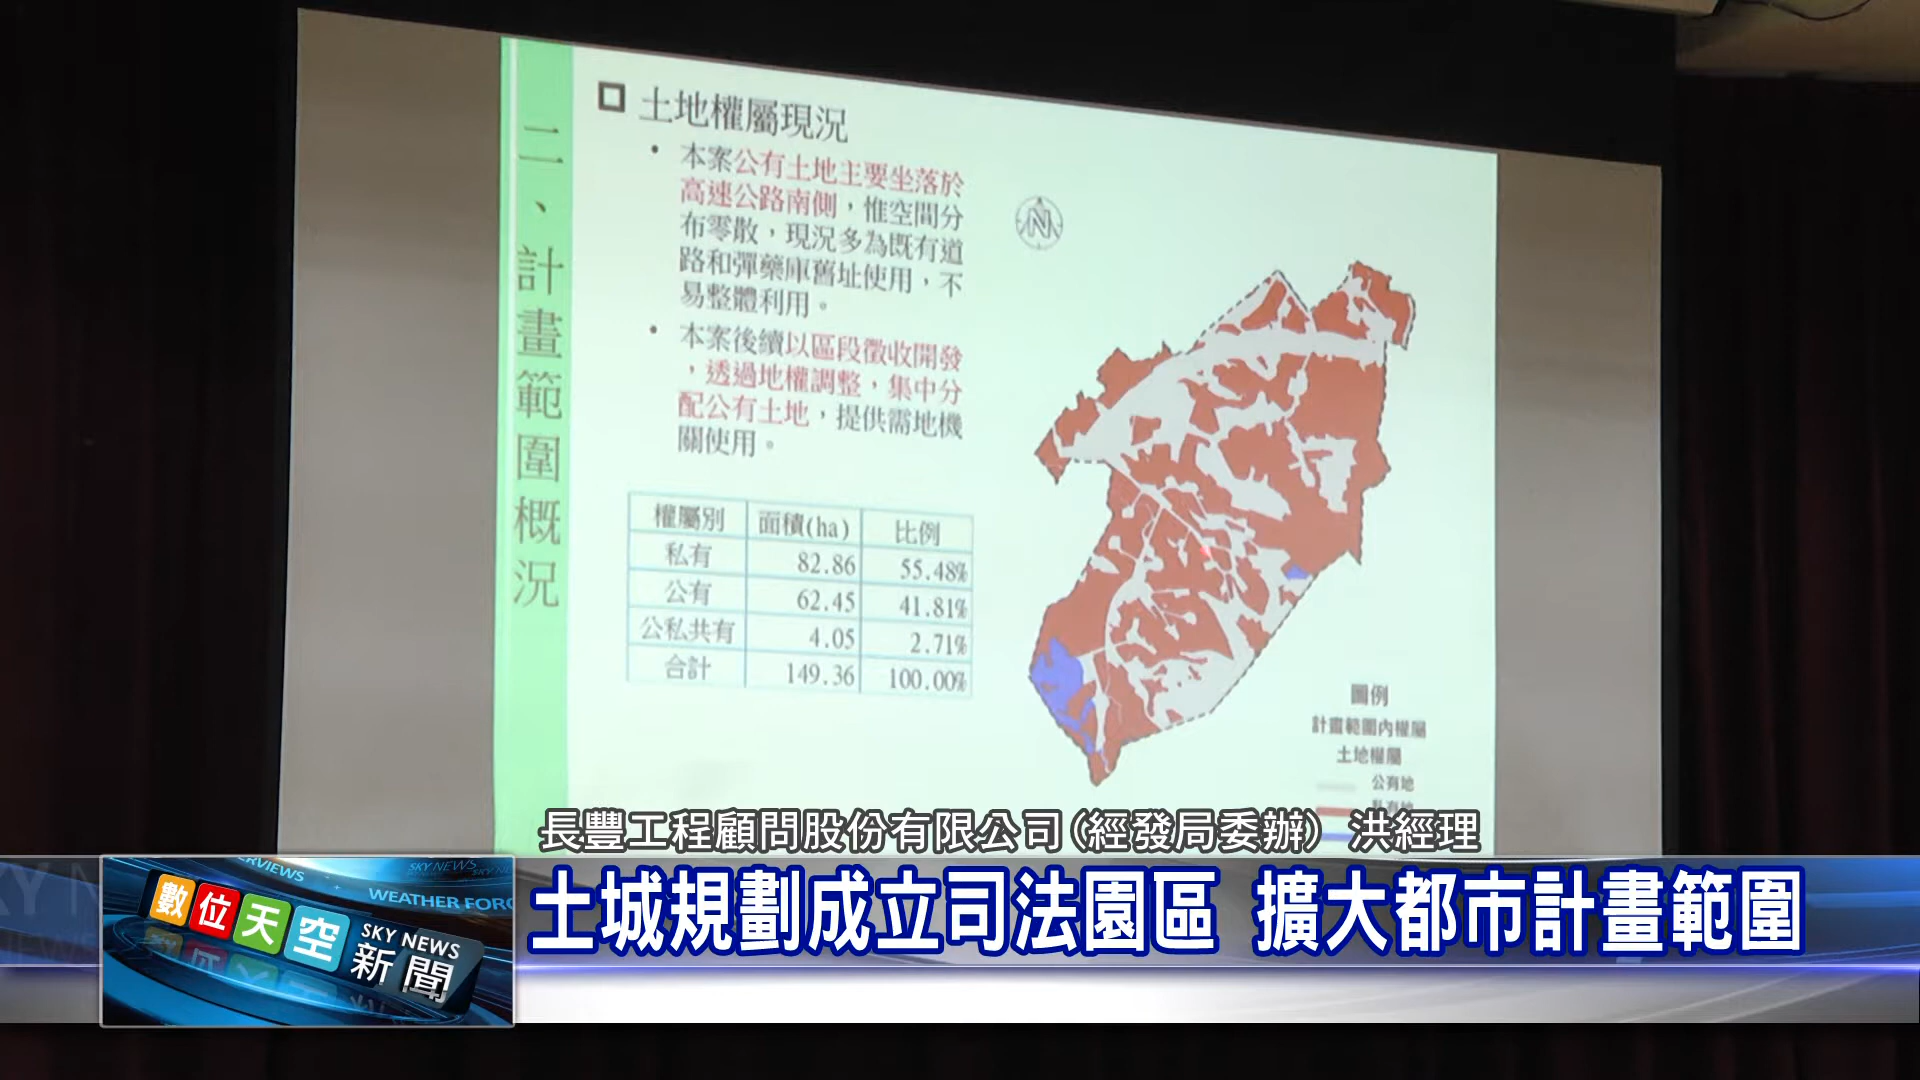 二、計畫範圍概況
土地權屬現況
• 本案公有土地主要坐落於
高速公路南側，惟空間分
布零散，現況多為既有道
路和彈藥庫舊址使用，不
易整體利用。
• 本案後續以區段徵收開發
，透過地權調整，集中分
配公有土地，提供需地機
關使用。
N
權屬別 面積(ha) 比例
私有 82.86 55.48%
公有 62.45 41.81%
公私共有 4.05 2.71%
合計 149.36 100.00%
圖例
計畫範圍內權屬
土地權屬
公有地
私有地
長豐工程顧問股份有限公司(經發局委辦) 洪經理
土城規劃成立司法園區 擴大都市計畫範圍
SKY NEWS
WEATHER FORC
數位天空
SKY NEWS
新聞